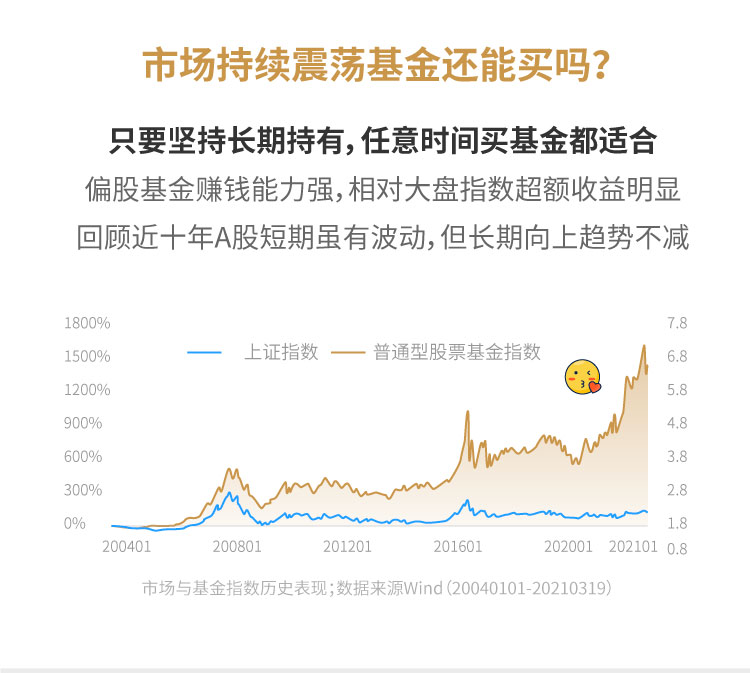 市场持续震荡基金还能买吗?
只要坚持长期持有,任意时间买基金都适合
偏股基金赚钱能力强,相对大盘指数超额收益明显
回顾近十年A股短期虽有波动,但长期向上趋势不减
1800% 7.8
上证指数 普通型股票基金指数
1500% 6.8
1200% 5.8
900% 4.8
600% 3.8
300% 2.8
0% 1.8
200401 200801 201201 201601 202001 202101 0.8
市场与基金指数历史表现;数据来源Wind(20040101-20210319)